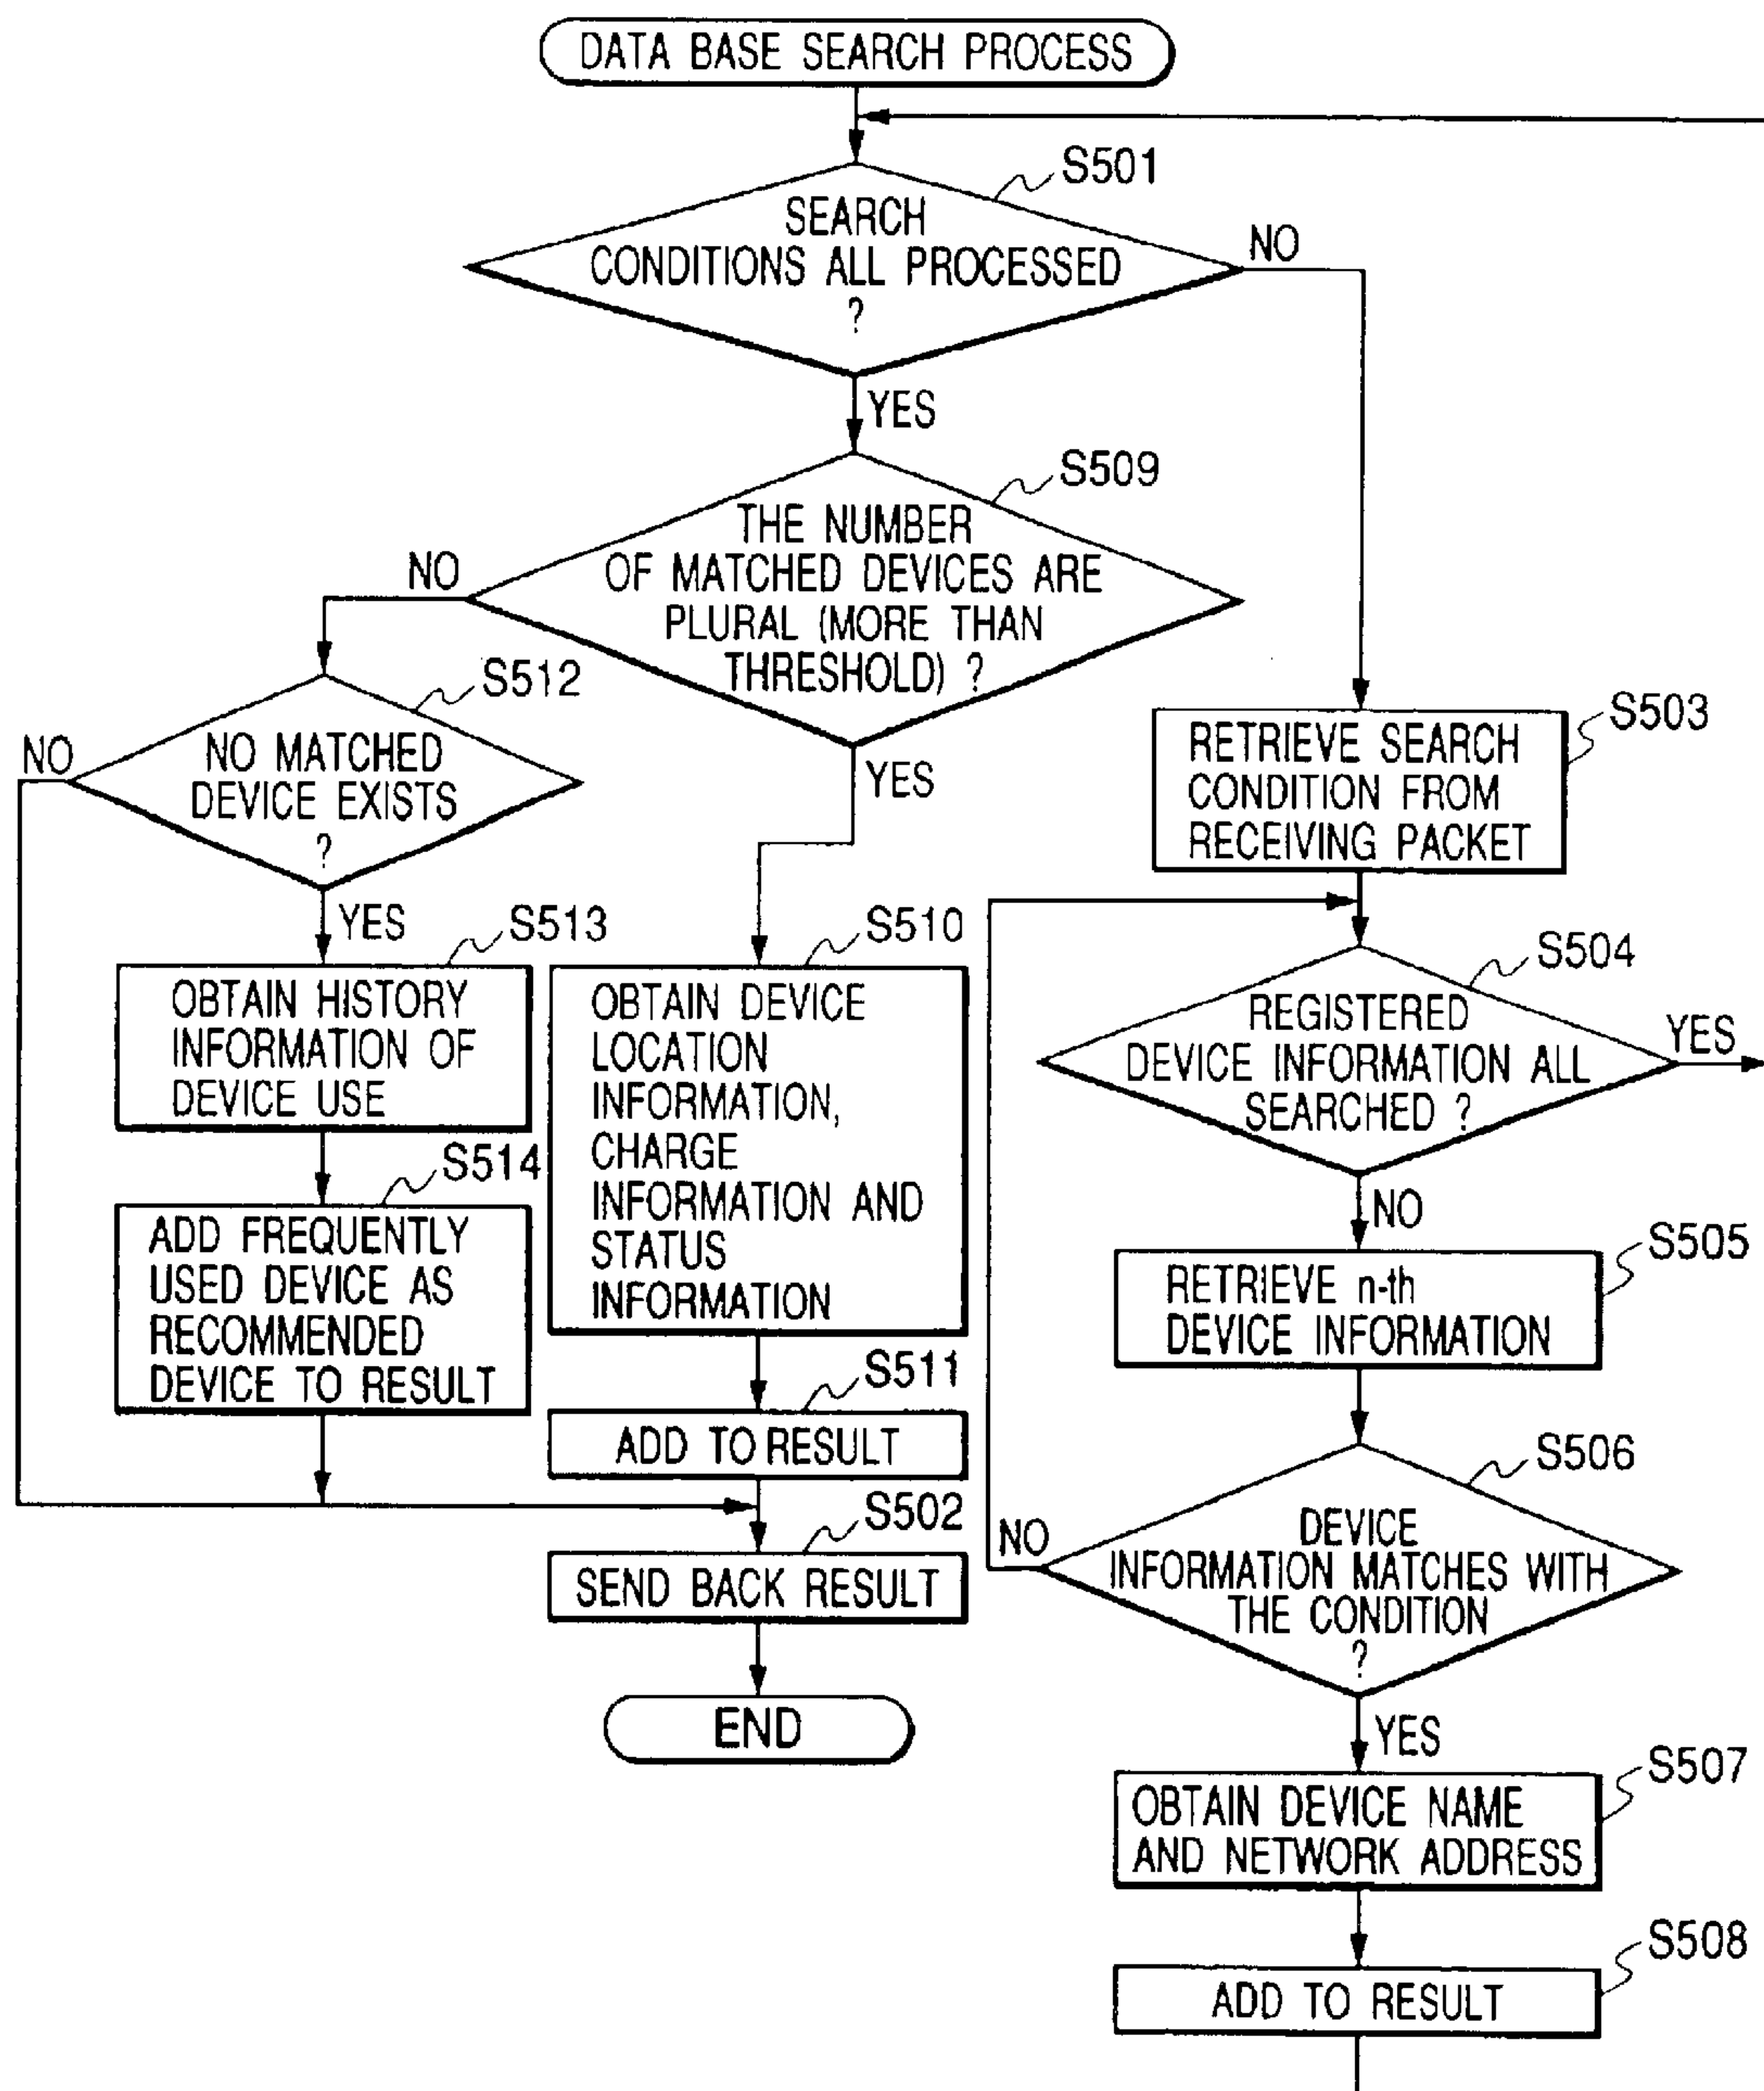 DATA BASE SEARCH PROCESS
S501
SEARCH
CONDITIONS ALL PROCESSED
?
NO
YES
S509
THE NUMBER
OF MATCHED DEVICES ARE
PLURAL (MORE THAN
THRESHOLD) ?
NO
YES
S512
NO MATCHED
DEVICE EXISTS
?
NO
YES
S513
OBTAIN HISTORY
INFORMATION OF
DEVICE USE
S514
ADD FREQUENTLY
USED DEVICE AS
RECOMMENDED
DEVICE TO RESULT
S510
OBTAIN DEVICE
LOCATION
INFORMATION,
CHARGE
INFORMATION AND
STATUS
INFORMATION
S511
ADD TO RESULT
S502
SEND BACK RESULT
END
S503
RETRIEVE SEARCH
CONDITION FROM
RECEIVING PACKET
S504
REGISTERED
DEVICE INFORMATION ALL
SEARCHED ?
YES
NO
S505
RETRIEVE n-th
DEVICE INFORMATION
S506
DEVICE
INFORMATION MATCHES WITH
THE CONDITION
?
NO
YES
S507
OBTAIN DEVICE NAME
AND NETWORK ADDRESS
S508
ADD TO RESULT